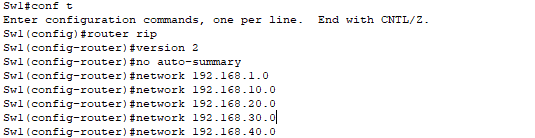 Sw1#conf t
Enter configuration commands, one per line.  End with CNTL/Z.
Sw1(config)#router rip
Sw1(config-router)#version 2
Sw1(config-router)#no auto-summary
Sw1(config-router)#network 192.168.1.0
Sw1(config-router)#network 192.168.10.0
Sw1(config-router)#network 192.168.20.0
Sw1(config-router)#network 192.168.30.0
Sw1(config-router)#network 192.168.40.0